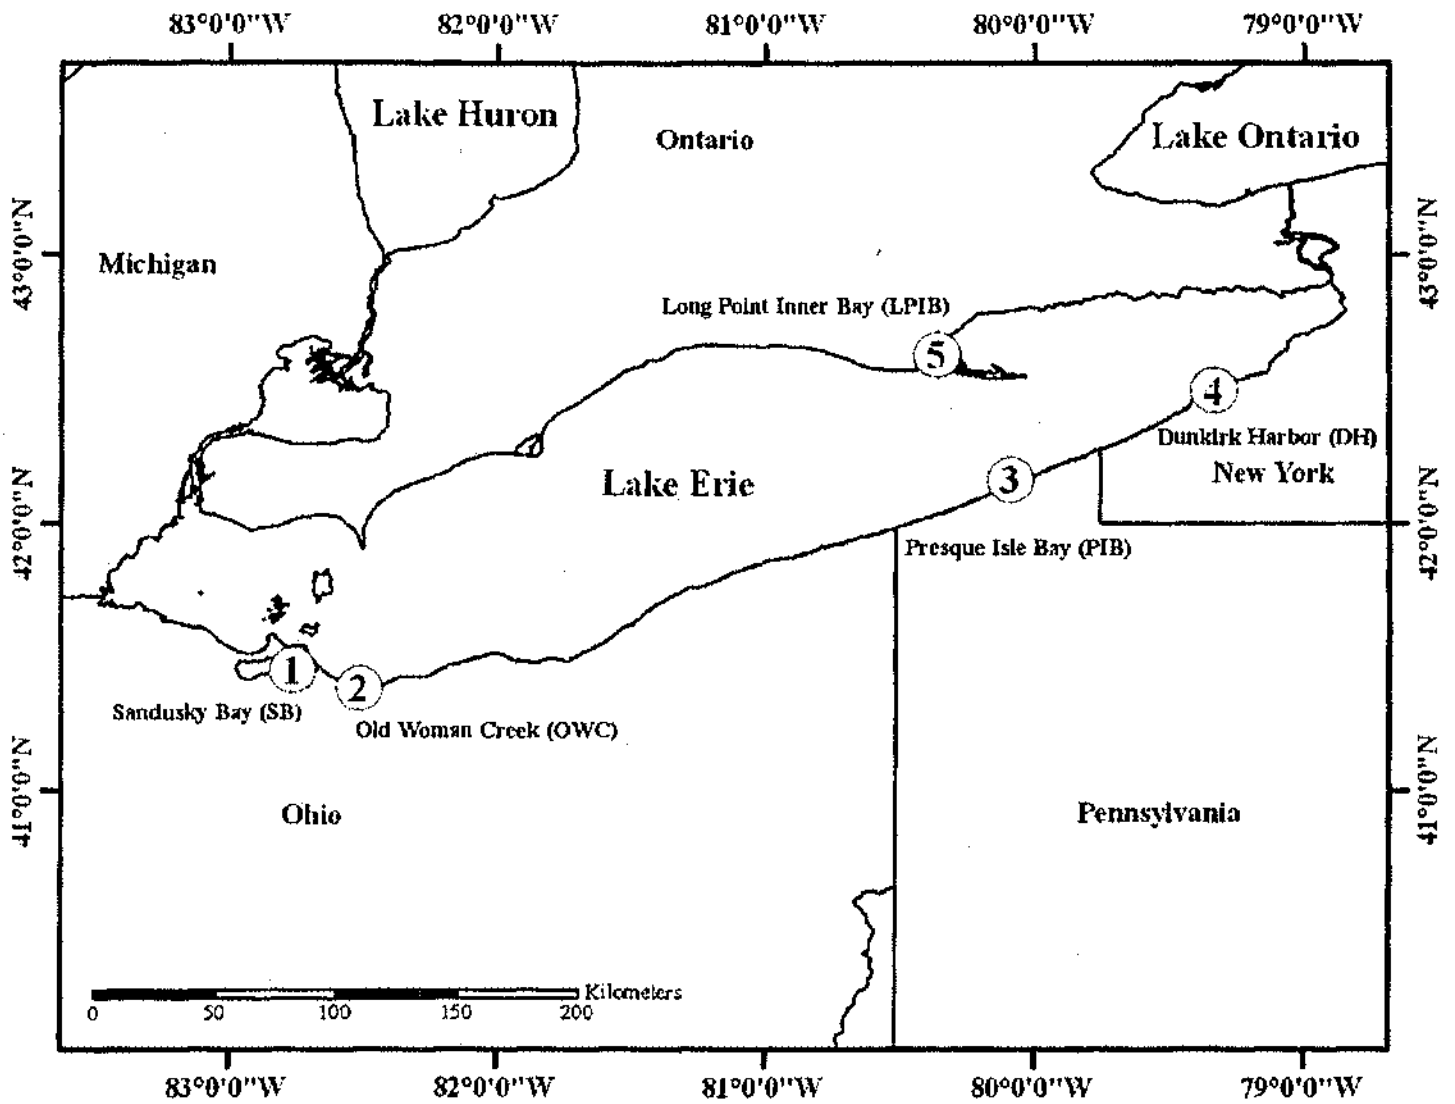 83°0'0"W 82°0'0"W 81°0'0"W 80°0'0"W 79°0'0"W
Lake Huron
Ontario
Lake Ontario
43°0'0"N
43°0'0"N
Michigan
Long Point Inner Bay (LPIB)
5
4
Dunkirk Harbor (DH)
New York
3
Lake Erie
42°0'0"N
42°0'0"N
Presque Isle Bay (PIB)
1
2
Sandusky Bay (SB)
Old Woman Creek (OWC)
41°0'0"N
41°0'0"N
Ohio
Pennsylvania
Kilometers
0 50 100 150 200
83°0'0"W 82°0'0"W 81°0'0"W 80°0'0"W 79°0'0"W